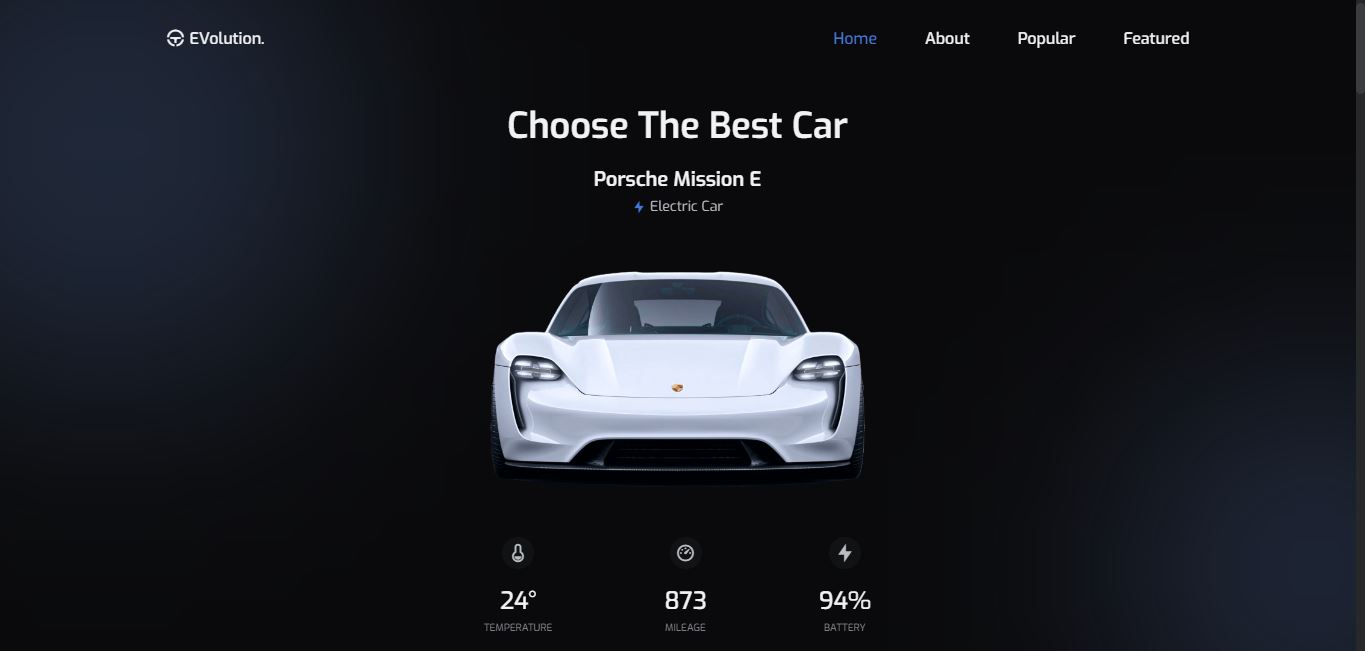 EVolution.
Home About Popular Featured
Choose The Best Car
Porsche Mission E
Electric Car
24° 873 94%
TEMPERATURE MILEAGE BATTERY